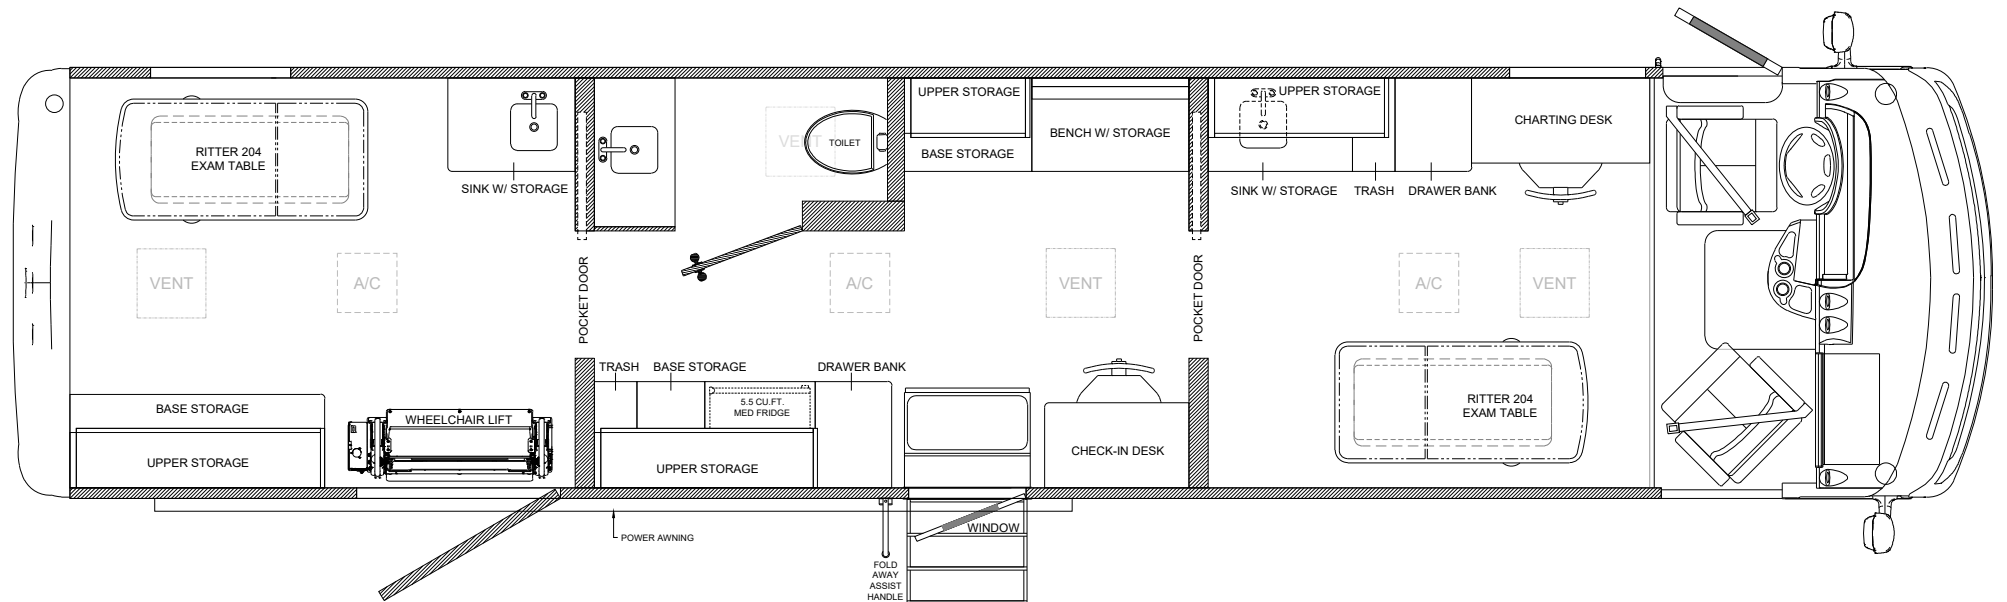 RITTER 204
EXAM TABLE
SINK W/ STORAGE
VENT
TOILET
UPPER STORAGE
BASE STORAGE
BENCH W/ STORAGE
UPPER STORAGE
SINK W/ STORAGE
TRASH
DRAWER BANK
CHARTING DESK
VENT
A/C
POCKET DOOR
A/C
VENT
POCKET DOOR
A/C
VENT
BASE STORAGE
UPPER STORAGE
WHEELCHAIR LIFT
TRASH
BASE STORAGE
DRAWER BANK
5.5 CU.FT.
MED FRIDGE
UPPER STORAGE
CHECK-IN DESK
RITTER 204
EXAM TABLE
POWER AWNING
WINDOW
FOLD
AWAY
ASSIST
HANDLE